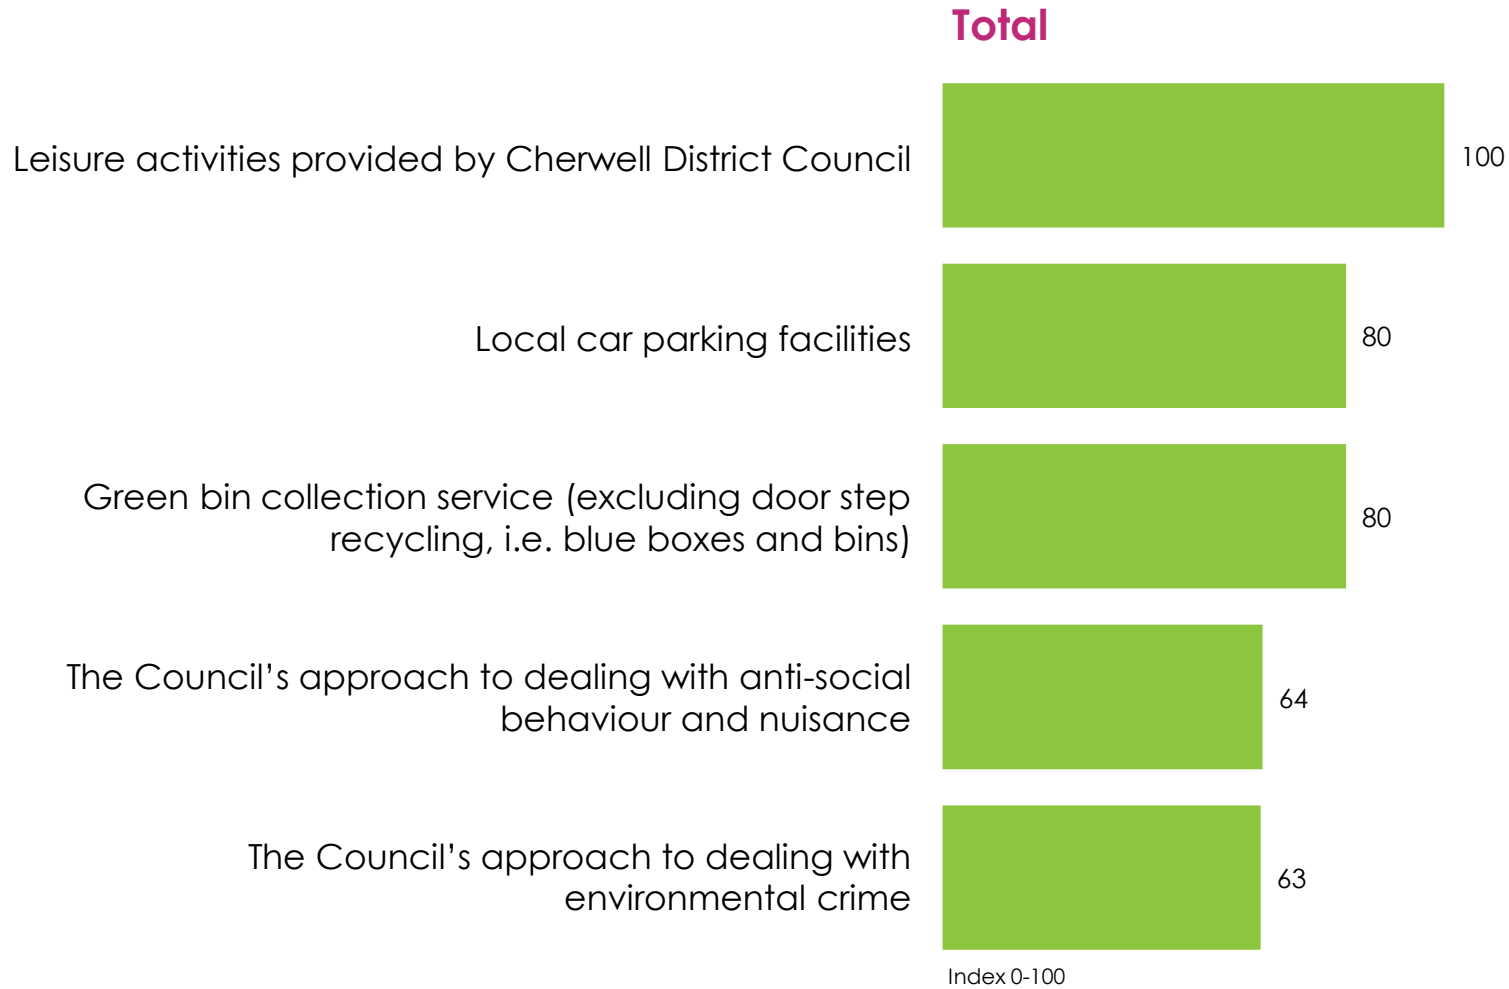 Total
Leisure activities provided by Cherwell District Council
100
Local car parking facilities
80
Green bin collection service (excluding door step
recycling, i.e. blue boxes and bins)
80
The Council’s approach to dealing with anti-social
behaviour and nuisance
64
The Council’s approach to dealing with
environmental crime
63
Index 0-100